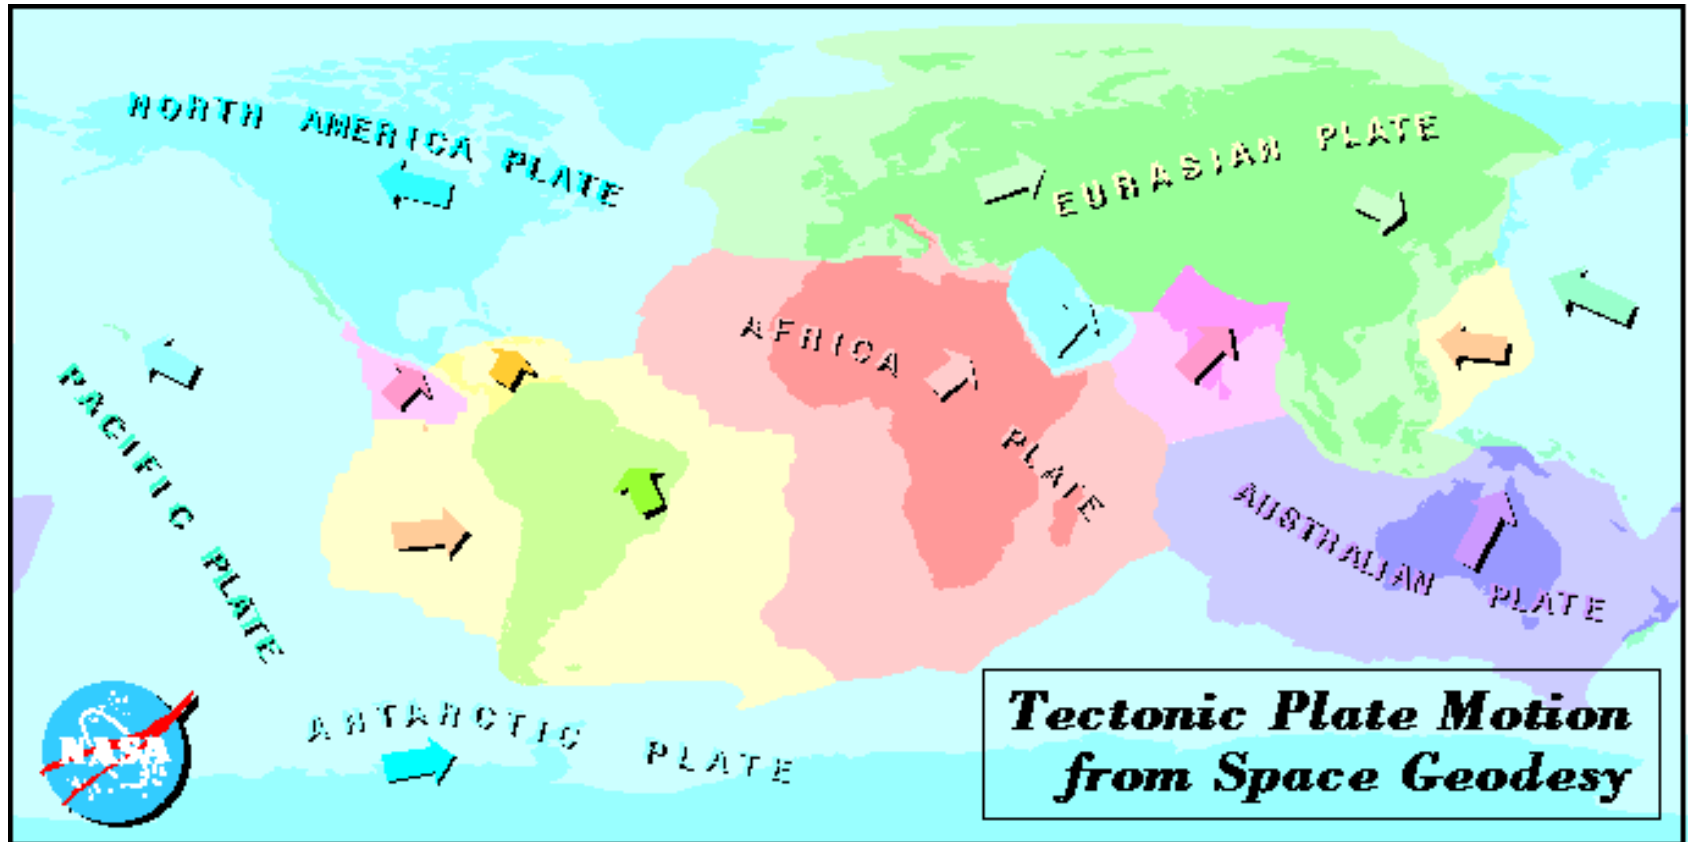 NORTH AMERICA PLATE
EURASIAN PLATE
AFRICA PLATE
PACIFIC PLATE
AUSTRALIAN PLATE
ANTARCTIC PLATE
NASA
Tectonic Plate Motion
from Space Geodesy